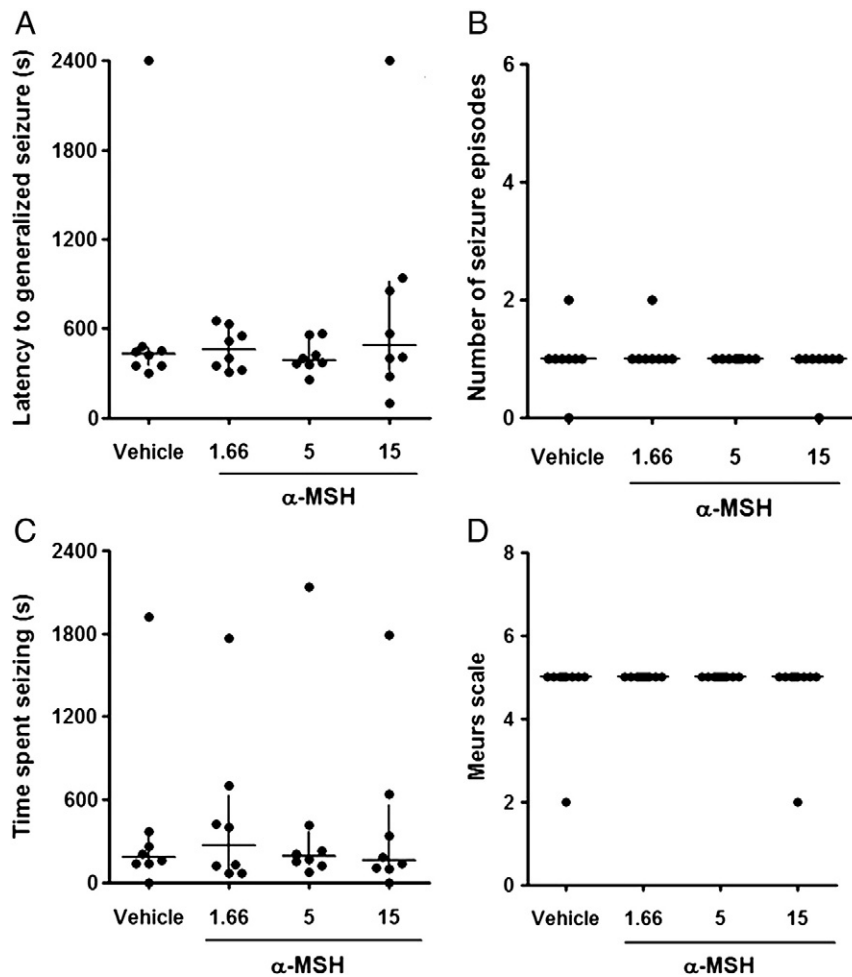 A
Latency to generalized seizure (s)
2400
1800
1200
600
0
Vehicle 1.66 5 15
α-MSH
B
Number of seizure episodes
6
4
2
0
Vehicle 1.66 5 15
α-MSH
C
Time spent seizing (s)
2400
1800
1200
600
0
Vehicle 1.66 5 15
α-MSH
D
Meurs scale
8
6
4
2
0
Vehicle 1.66 5 15
α-MSH